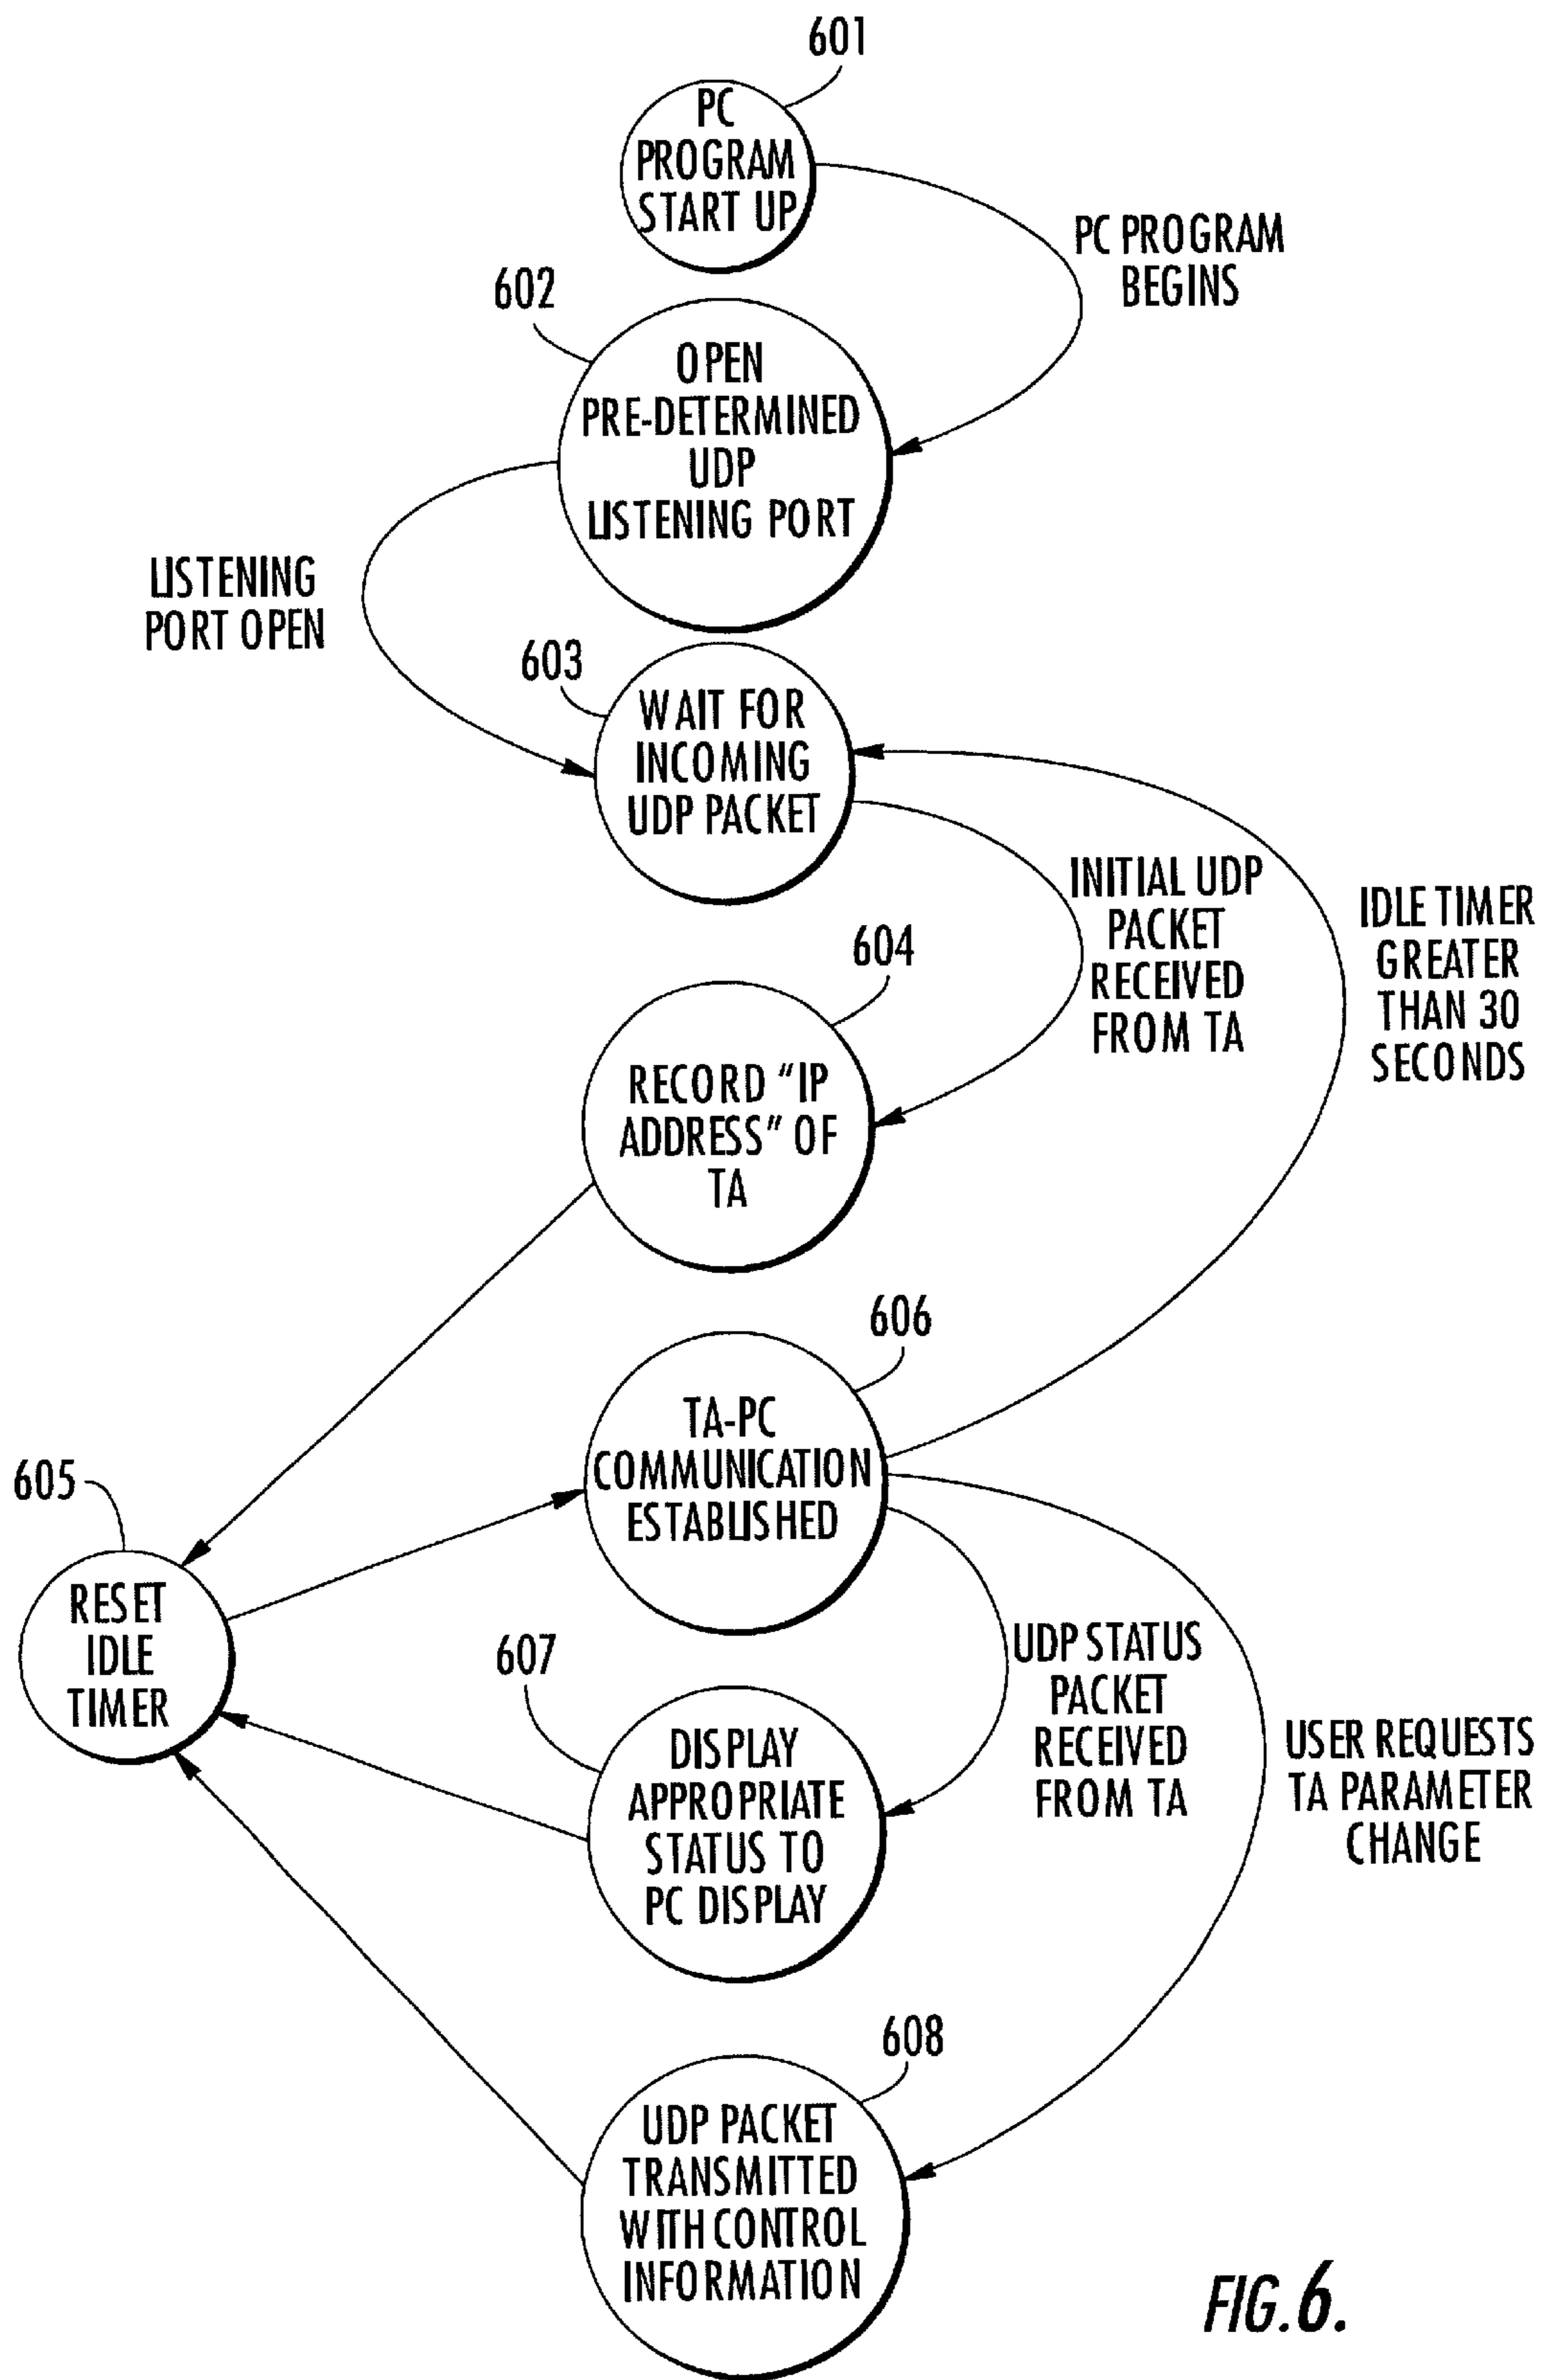 601
PC
PROGRAM
START UP
PC PROGRAM
BEGINS
602
OPEN
PRE-DETERMINED
UDP
LISTENING PORT
LISTENING
PORT OPEN
603
WAIT FOR
INCOMING
UDP PACKET
INITIAL UDP
PACKET
RECEIVED
FROM TA
IDLE TIMER
GREATER
THAN 30
SECONDS
604
RECORD "IP
ADDRESS" OF
TA
606
TA-PC
COMMUNICATION
ESTABLISHED
605
RESET
IDLE
TIMER
607
DISPLAY
APPROPRIATE
STATUS TO
PC DISPLAY
UDP STATUS
PACKET
RECEIVED
FROM TA
USER REQUESTS
TA PARAMETER
CHANGE
608
UDP PACKET
TRANSMITTED
WITH CONTROL
INFORMATION
FIG.6.